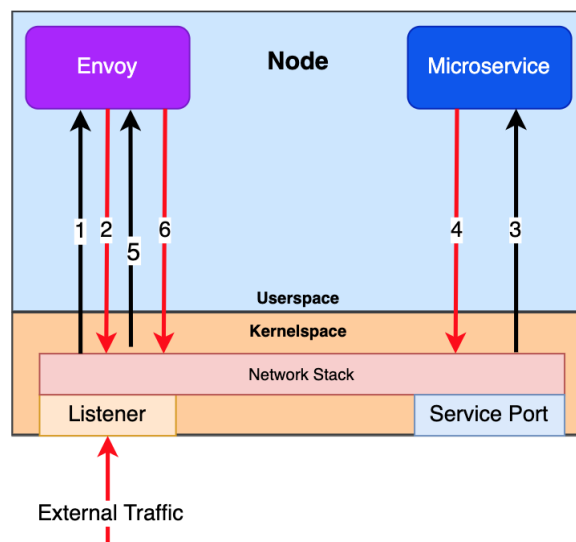 Envoy
Node
Microservice
1
2
5
6
4
3
Userspace
Kernelspace
Network Stack
Listener
Service Port
External Traffic